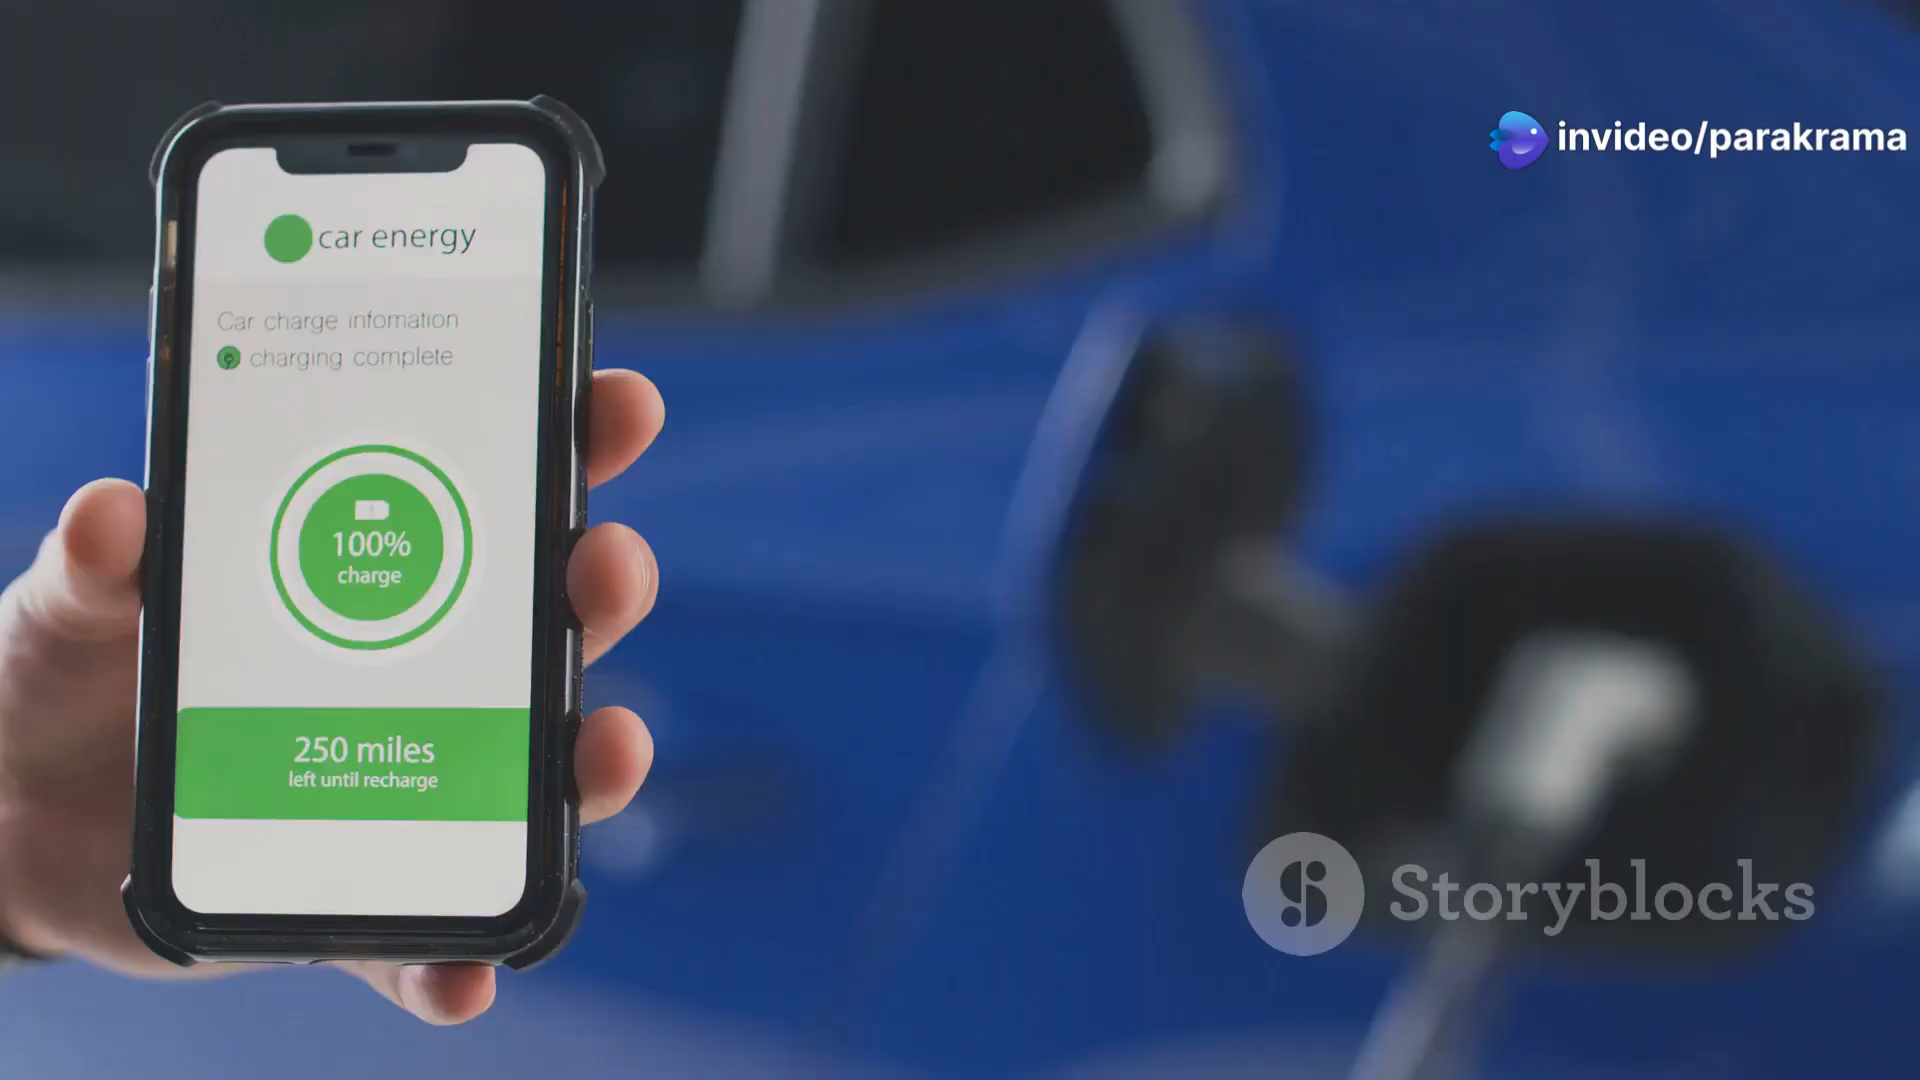 invideo/parakrama
car energy
Car charge infomation
charging complete
100%
charge
250 miles
left until recharge
Storyblocks